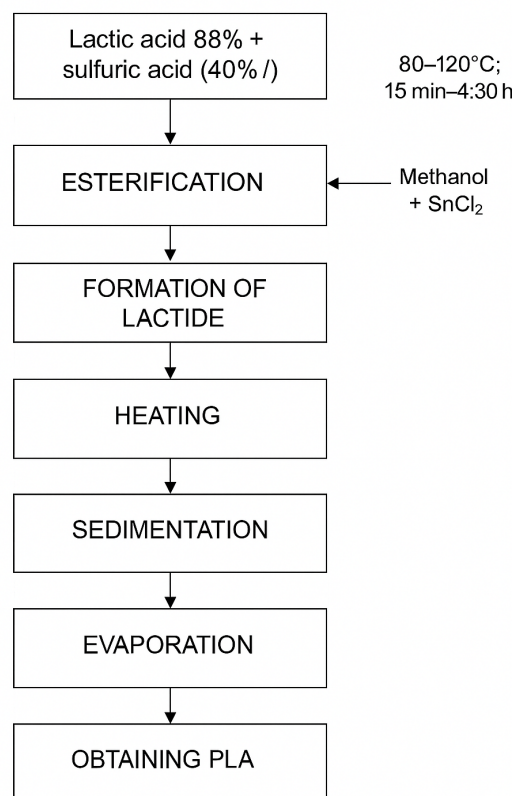 Lactic acid 88% +
sulfuric acid (40% /)
80–120°C;
15 min–4:30 h
ESTERIFICATION
Methanol
+ SnCl₂
FORMATION OF
LACTIDE
HEATING
SEDIMENTATION
EVAPORATION
OBTAINING PLA